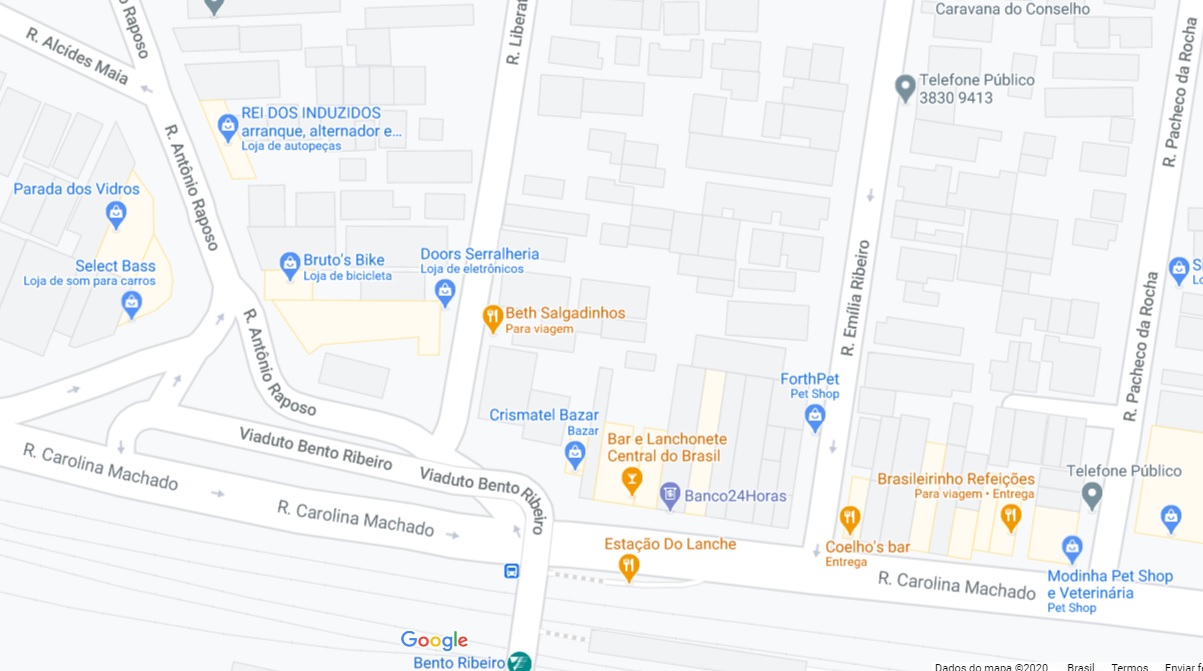 Caravana do Conselho
R. Alcídes Maia
o Raposo
R. Liberat
R. Pacheco da Rocha
Telefone Público
3830 9413
REI DOS INDUZIDOS
arranque, alternador e...
Loja de autopeças
R. Antônio Raposo
Parada dos Vidros
Select Bass
Loja de som para carros
Bruto's Bike
Loja de bicicleta
Doors Serralheria
Loja de eletrônicos
Beth Salgadinhos
Para viagem
R. Emília Ribeiro
R. Pacheco da Rocha
R. Antônio Raposo
ForthPet
Pet Shop
Crismatel Bazar
Bazar
Bar e Lanchonete
Central do Brasil
Banco24Horas
Viaduto Bento Ribeiro
Viaduto Bento Ribeiro
R. Carolina Machado
R. Carolina Machado
Brasileirinho Refeições
Para viagem • Entrega
Telefone Público
Estação Do Lanche
Coelho's bar
Entrega
R. Carolina Machado
Modinha Pet Shop
e Veterinária
Pet Shop
Google
Bento Ribeiro
Dados do mapa ©2020 Brasil Termos Enviar f